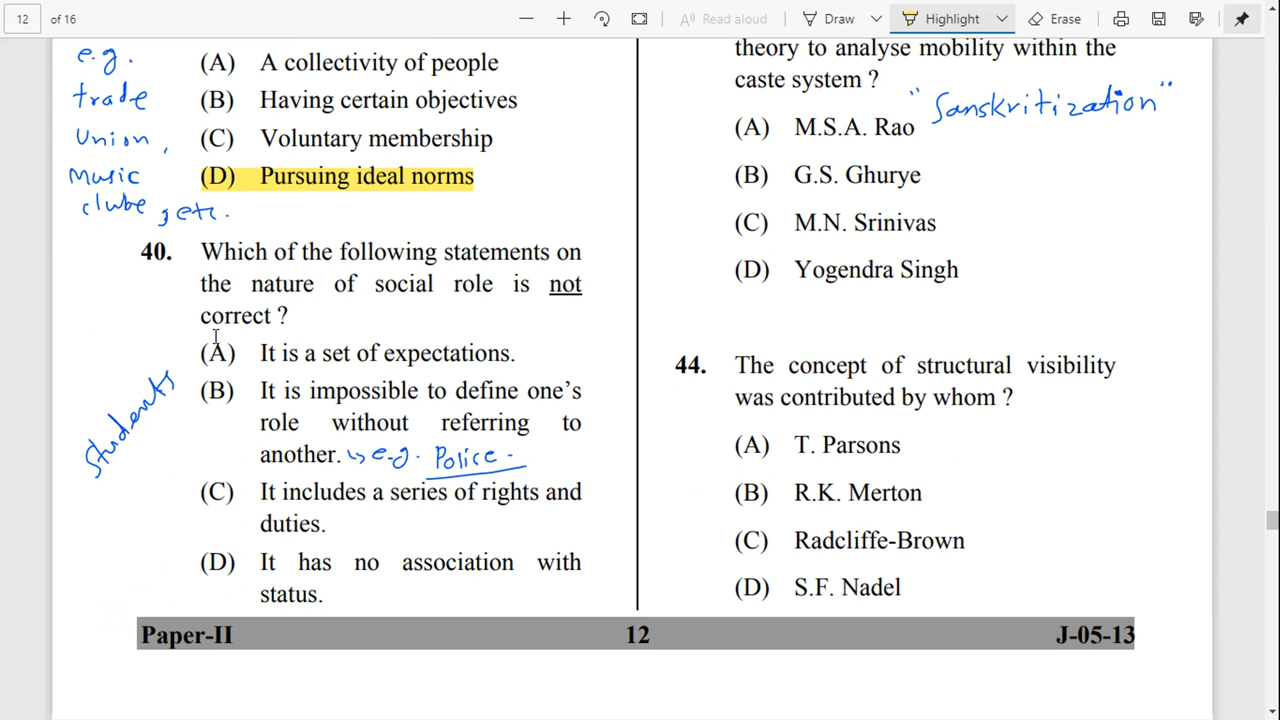 12 of 16
Read aloud
Draw
Highlight
Erase
e.g.
trade
Union,
Music
clube, etc.
(A) A collectivity of people
(B) Having certain objectives
(C) Voluntary membership
(D) Pursuing ideal norms
40. Which of the following statements on
the nature of social role is not
correct ?
(A) It is a set of expectations.
(B) It is impossible to define one's
role without referring to
another. ↳ e.g. Police.
Students
(C) It includes a series of rights and
duties.
(D) It has no association with
status.
theory to analyse mobility within the
caste system ?
"Sanskritization"
(A) M.S.A. Rao
(B) G.S. Ghurye
(C) M.N. Srinivas
(D) Yogendra Singh
44. The concept of structural visibility
was contributed by whom ?
(A) T. Parsons
(B) R.K. Merton
(C) Radcliffe-Brown
(D) S.F. Nadel
Paper-II 12 J-05-13